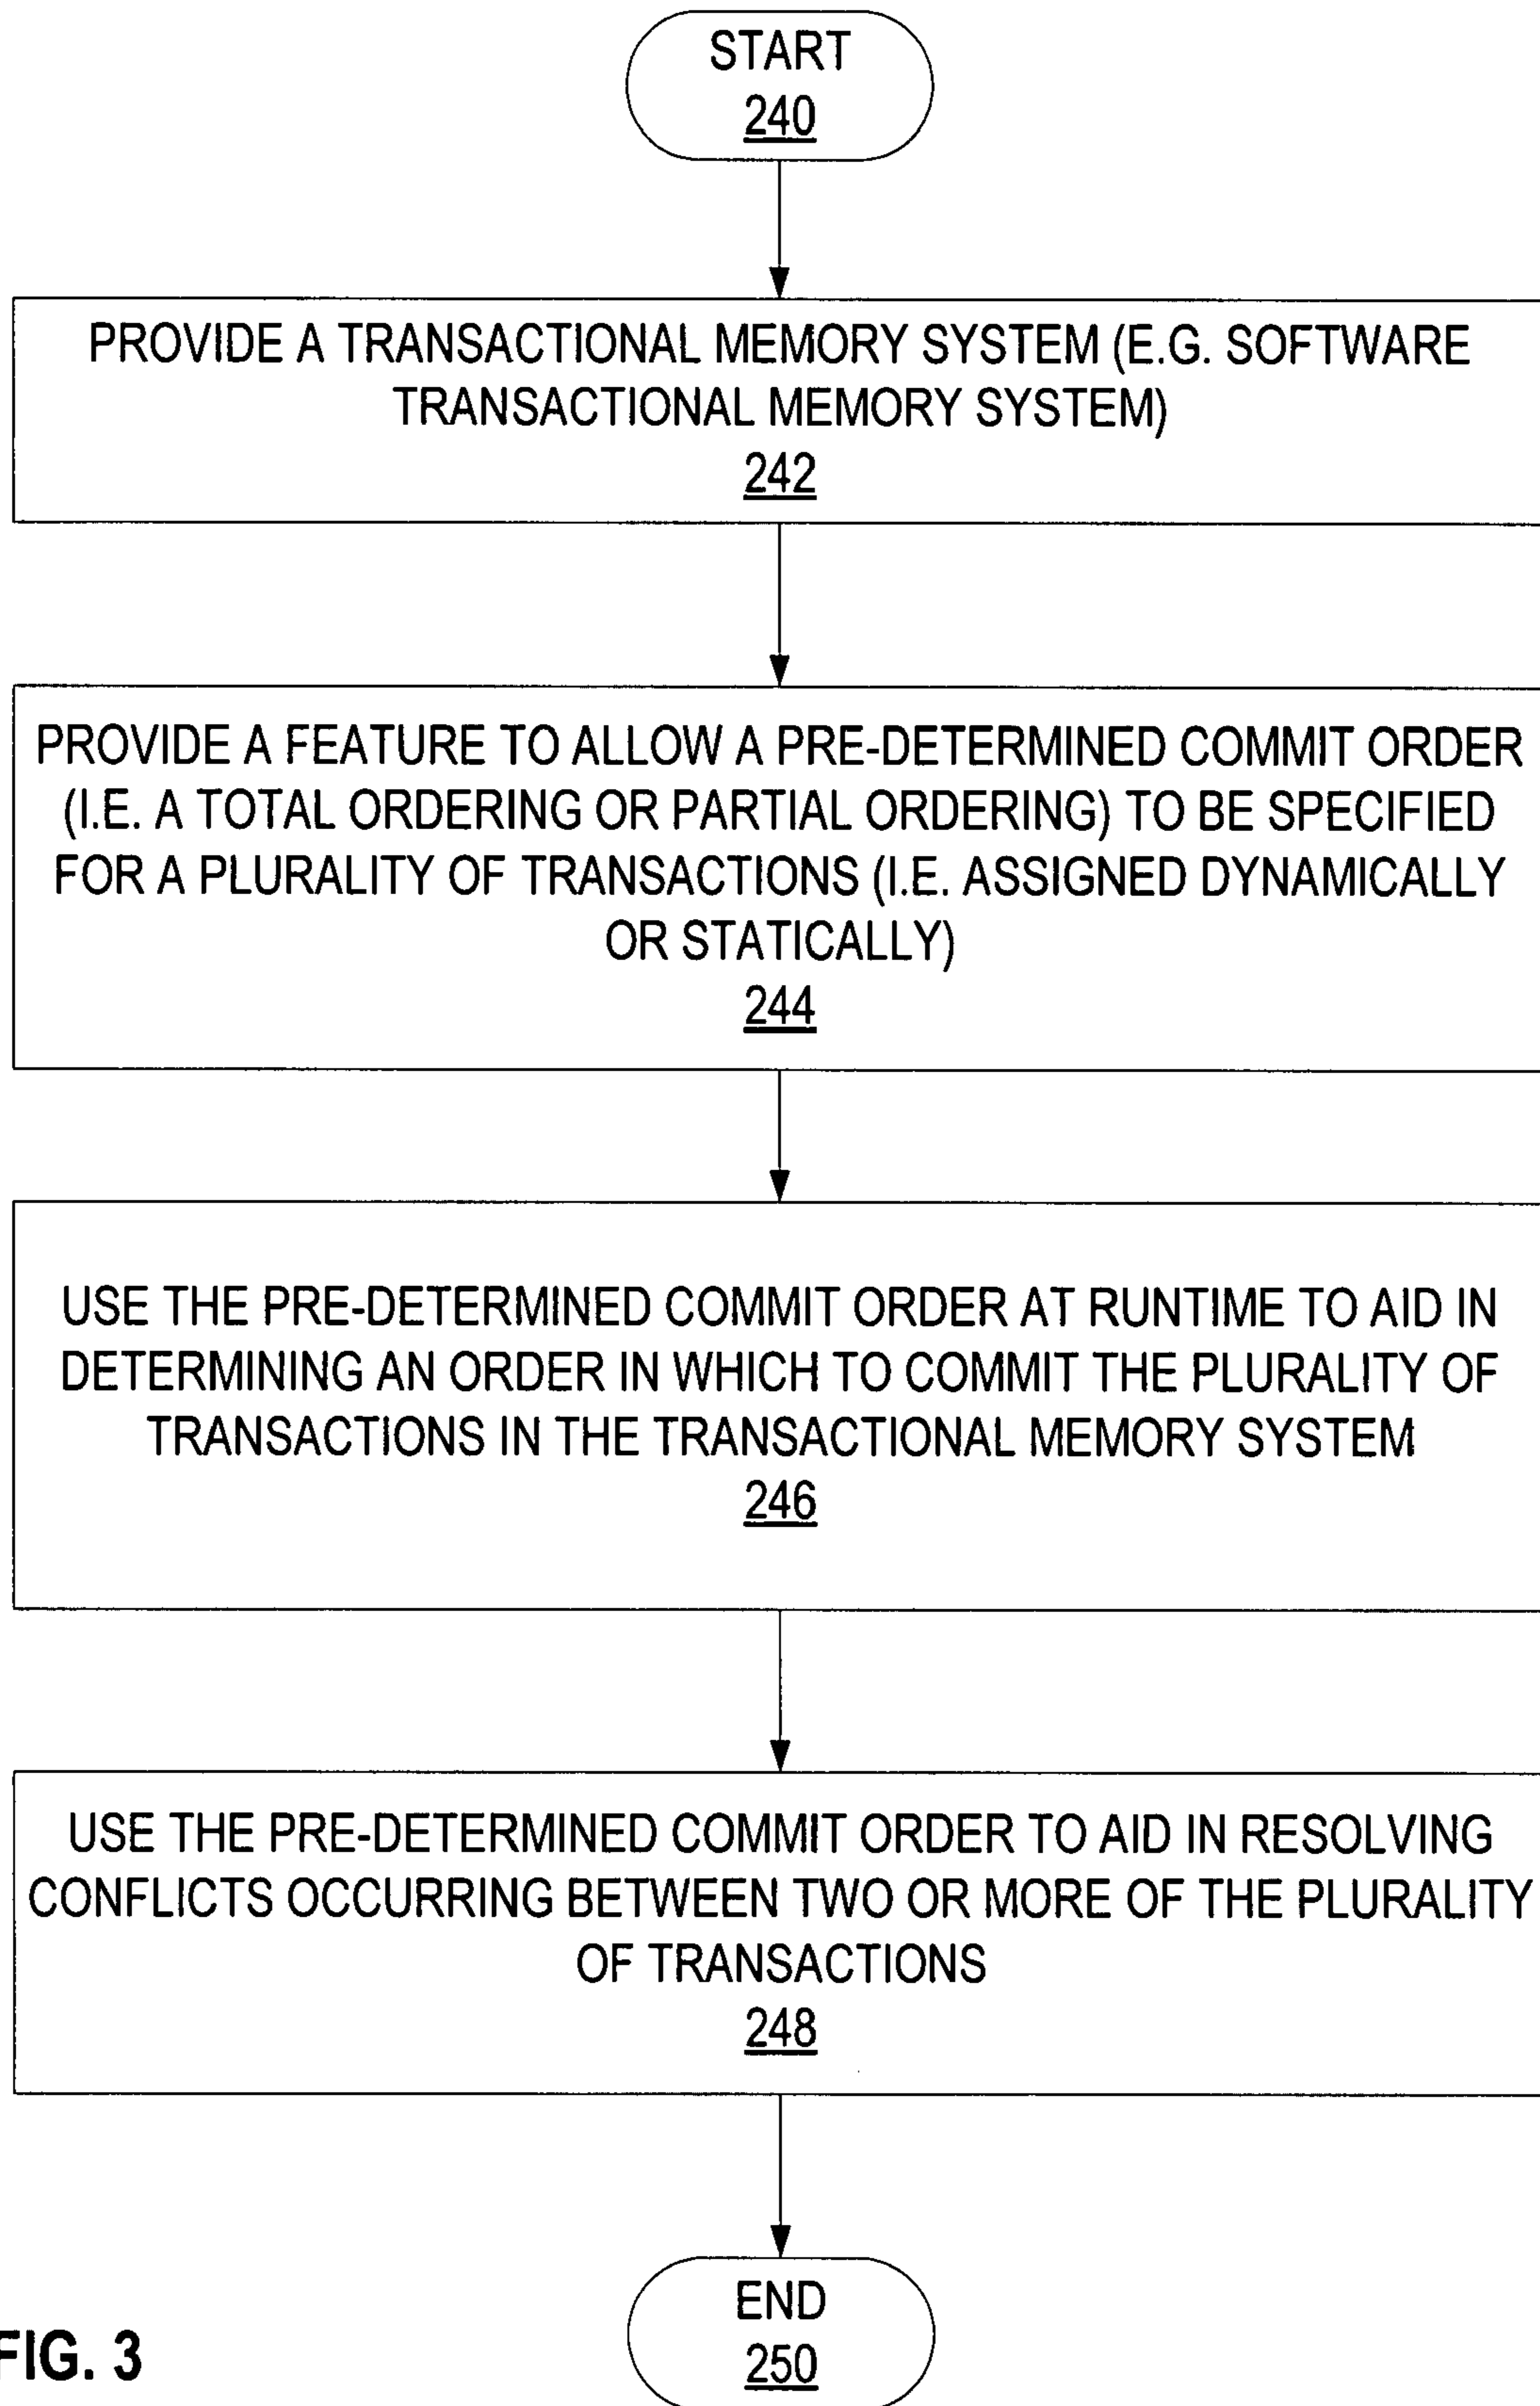 START
240
PROVIDE A TRANSACTIONAL MEMORY SYSTEM (E.G. SOFTWARE
TRANSACTIONAL MEMORY SYSTEM)
242
PROVIDE A FEATURE TO ALLOW A PRE-DETERMINED COMMIT ORDER
(I.E. A TOTAL ORDERING OR PARTIAL ORDERING) TO BE SPECIFIED
FOR A PLURALITY OF TRANSACTIONS (I.E. ASSIGNED DYNAMICALLY
OR STATICALLY)
244
USE THE PRE-DETERMINED COMMIT ORDER AT RUNTIME TO AID IN
DETERMINING AN ORDER IN WHICH TO COMMIT THE PLURALITY OF
TRANSACTIONS IN THE TRANSACTIONAL MEMORY SYSTEM
246
USE THE PRE-DETERMINED COMMIT ORDER TO AID IN RESOLVING
CONFLICTS OCCURRING BETWEEN TWO OR MORE OF THE PLURALITY
OF TRANSACTIONS
248
END
250
FIG. 3